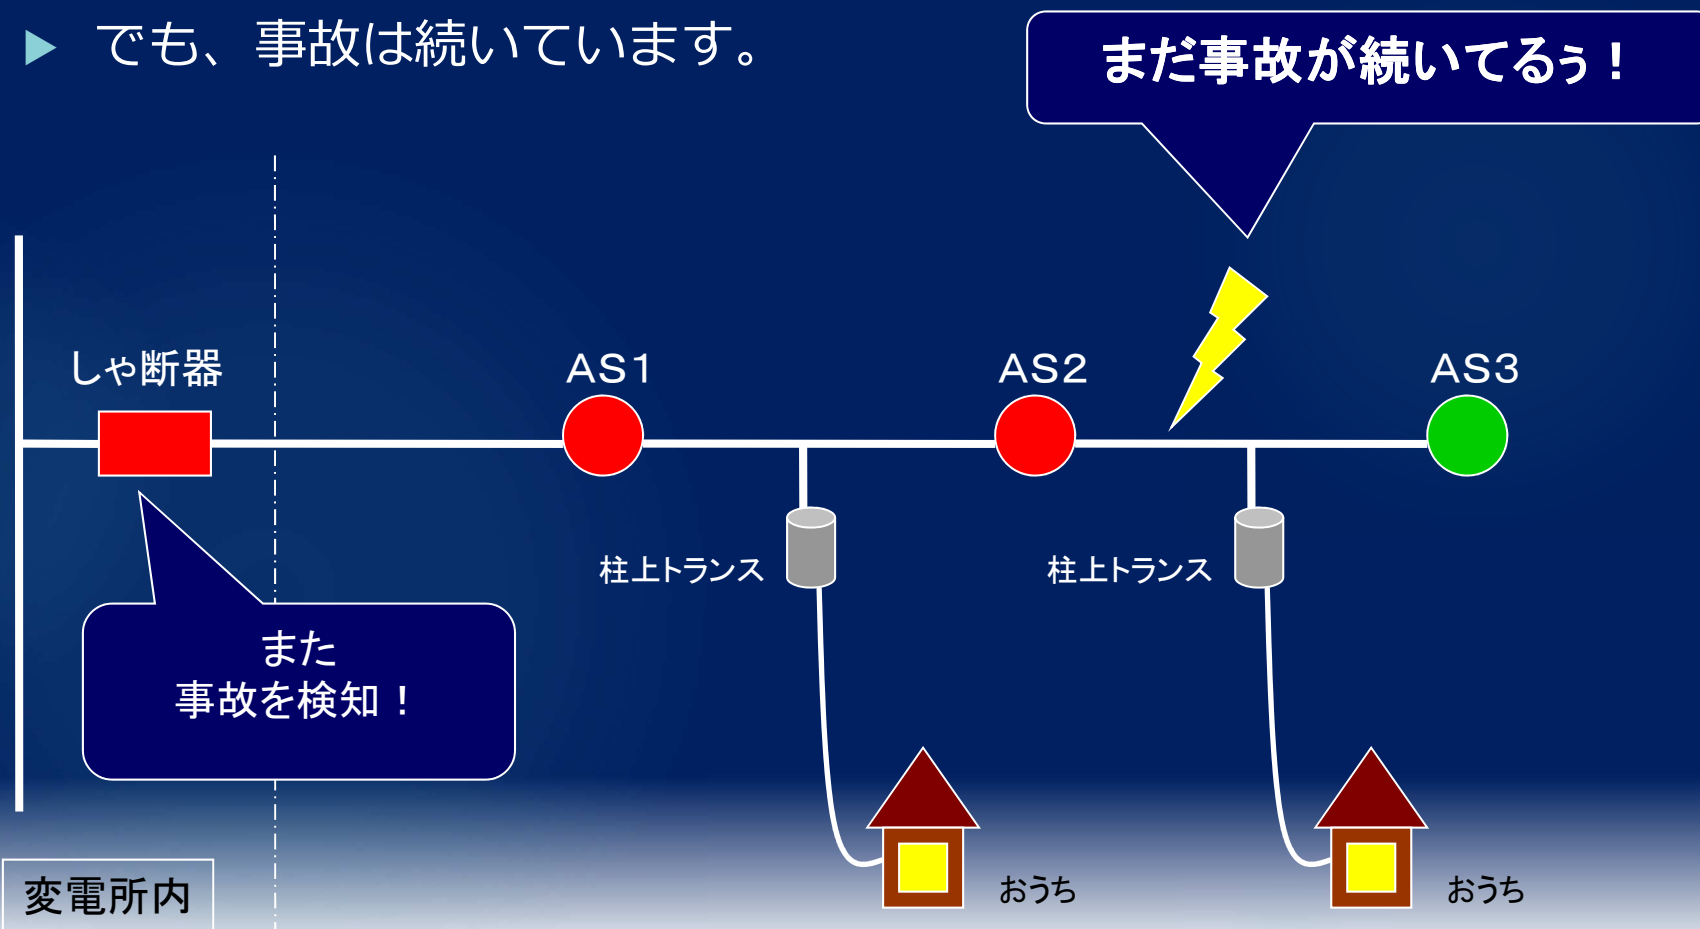 でも、事故は続いています。
まだ事故が続いてるぅ！
しゃ断器
ＡＳ１
ＡＳ２
ＡＳ３
柱上トランス
柱上トランス
また
事故を検知！
変電所内
おうち
おうち